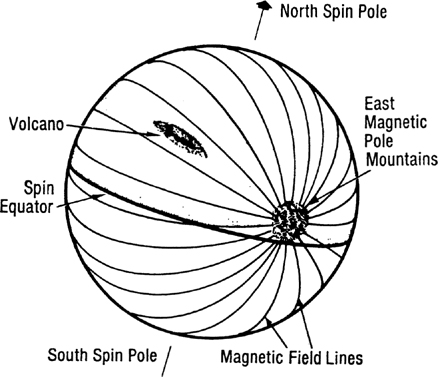 North Spin Pole
East
Magnetic
Pole
Mountains
Volcano
Spin
Equator
South Spin Pole
Magnetic Field Lines